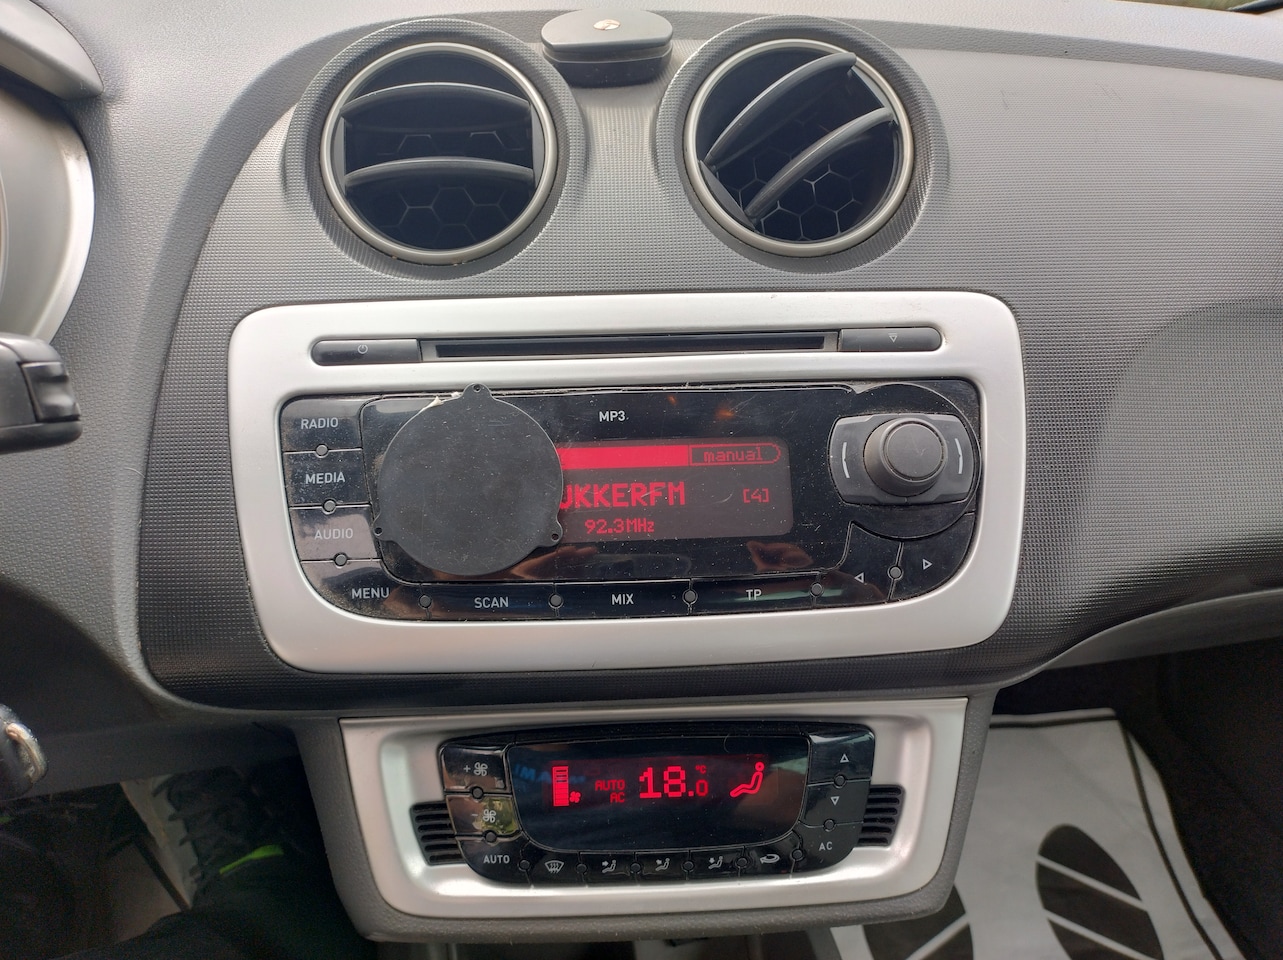 MP3
RADIO
MEDIA
AUDIO
MENU
SCAN
MIX
TP
manual
UKKERFM [4]
92.3MHz
AUTO
AC
18.0 °C
AUTO
AC